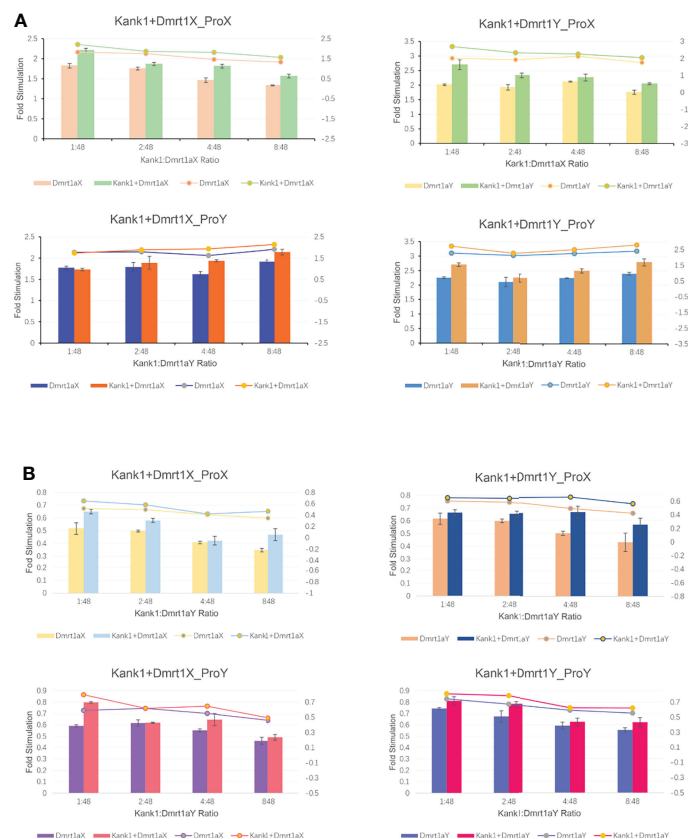 A
Kank1+Dmrt1X_ProX
Fold Stimulation
2.5
2
1.5
1
0.5
0
2.5
1.5
0.5
-0.5
-1.5
-2.5
1:48
2:48
4:48
8:48
Kank1:Dmrt1aX Ratio
Dmrt1aX
Kank1+Dmrt1aX
Dmrt1aX
Kank1+Dmrt1aX
Kank1+Dmrt1Y_ProX
Fold Stimulation
3.5
3
2.5
2
1.5
1
0.5
0
3
2
1
0
-1
-2
-3
1:48
2:48
4:48
8:48
Kank1:Dmrt1aX Ratio
Dmrt1aY
Kank1+Dmrt1aY
Dmrt1aY
Kank1+Dmrt1aY
Kank1+Dmrt1X_ProY
Fold Stimulation
2.5
2
1.5
1
0.5
0
2.5
1.5
0.5
-0.5
-1.5
-2.5
1:48
2:48
4:48
8:48
Kank1:Dmrt1aY Ratio
Dmrt1aX
Kank1+Dmrt1aX
Dmrt1aX
Kank1+Dmrt1aX
Kank1+Dmrt1Y_ProY
Fold Stimulation
3.5
3
2.5
2
1.5
1
0.5
0
2.5
1.5
0.5
-0.5
-1.5
-2.5
-3.5
1:48
2:48
4:48
8:48
Kank1:Dmrt1aY Ratio
Dmrt1aY
Kank1+Dmrt1aY
Dmrt1aY
Kank1+Dmrt1aY
B
Kank1+Dmrt1X_ProX
Fold Stimulation
0.8
0.7
0.6
0.5
0.4
0.3
0.2
0.1
0
0.8
0.6
0.4
0.2
0
-0.2
-0.4
-0.6
-0.8
-1
1:48
2:48
4:48
8:48
Kank1:Dmrt1aY Ratio
Dmrt1aX
Kank1+Dmrt1aX
Dmrt1aX
Kank1+Dmrt1aX
Kank1+Dmrt1Y_ProX
Fold Stimulation
0.8
0.7
0.6
0.5
0.4
0.3
0.2
0.1
0
0.6
0.4
0.2
0
-0.2
-0.4
-0.6
-0.8
1:48
2:48
4:48
8:48
Kank1:Dmrt1aY Ratio
Dmrt1aY
Kank1+Dmrt1aY
Dmrt1aY
Kank1+Dmrt1aY
Kank1+Dmrt1X_ProY
Fold Stimulation
0.9
0.8
0.7
0.6
0.5
0.4
0.3
0.2
0.1
0
0.7
0.5
0.3
0.1
-0.1
-0.3
-0.5
1:48
2:48
4:48
8:48
Kank1:Dmrt1aY Ratio
Dmrt1aX
Kank1+Dmrt1aX
Dmrt1aX
Kank1+Dmrt1aX
Kank1+Dmrt1Y_ProY
Fold Stimulation
0.9
0.8
0.7
0.6
0.5
0.4
0.3
0.2
0.1
0
0.7
0.5
0.3
0.1
-0.1
-0.3
-0.5
1:48
2:48
4:48
8:48
Kank1:Dmrt1aY Ratio
Dmrt1aY
Kank1+Dmrt1aY
Dmrt1aY
Kank1+Dmrt1aY